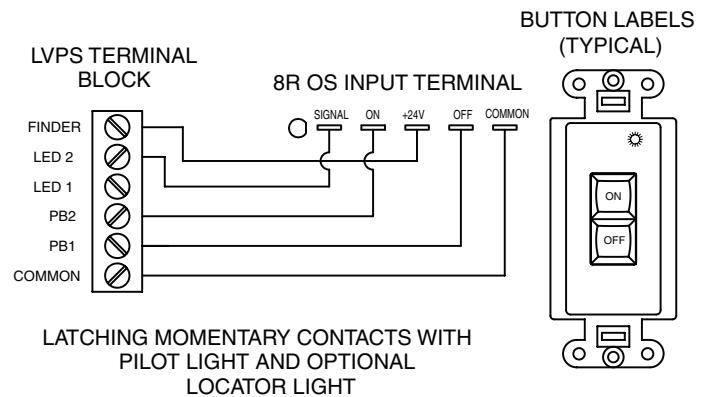 BUTTON LABELS
(TYPICAL)
LVPS TERMINAL
BLOCK
8R OS INPUT TERMINAL
SIGNAL ON +24V OFF COMMON
FINDER
LED 2
LED 1
PB2
PB1
COMMON
ON
OFF
LATCHING MOMENTARY CONTACTS WITH
PILOT LIGHT AND OPTIONAL
LOCATOR LIGHT